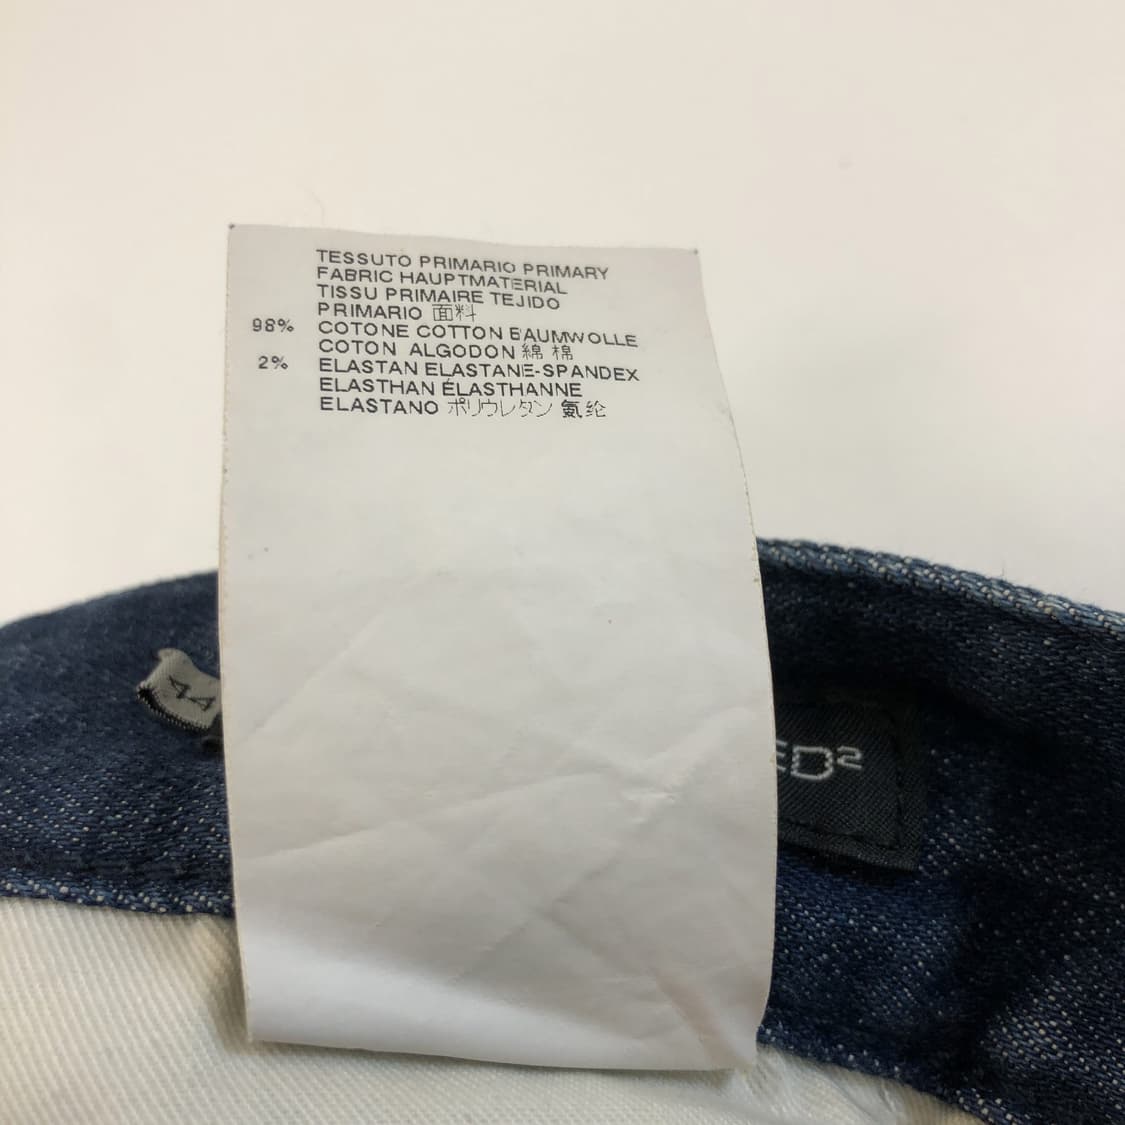 TESSUTO PRIMARIO PRIMARY
FABRIC HAUPTMATERIAL
TISSU PRIMAIRE TEJIDO
PRIMARIO 面料
98% COTONE COTTON BAUMWOLLE
COTON ALGODON 綿 棉
2% ELASTAN ELASTANE-SPANDEX
ELASTHAN ÉLASTHANNE
ELASTANO ポリウレタン 氨纶
44
ED2